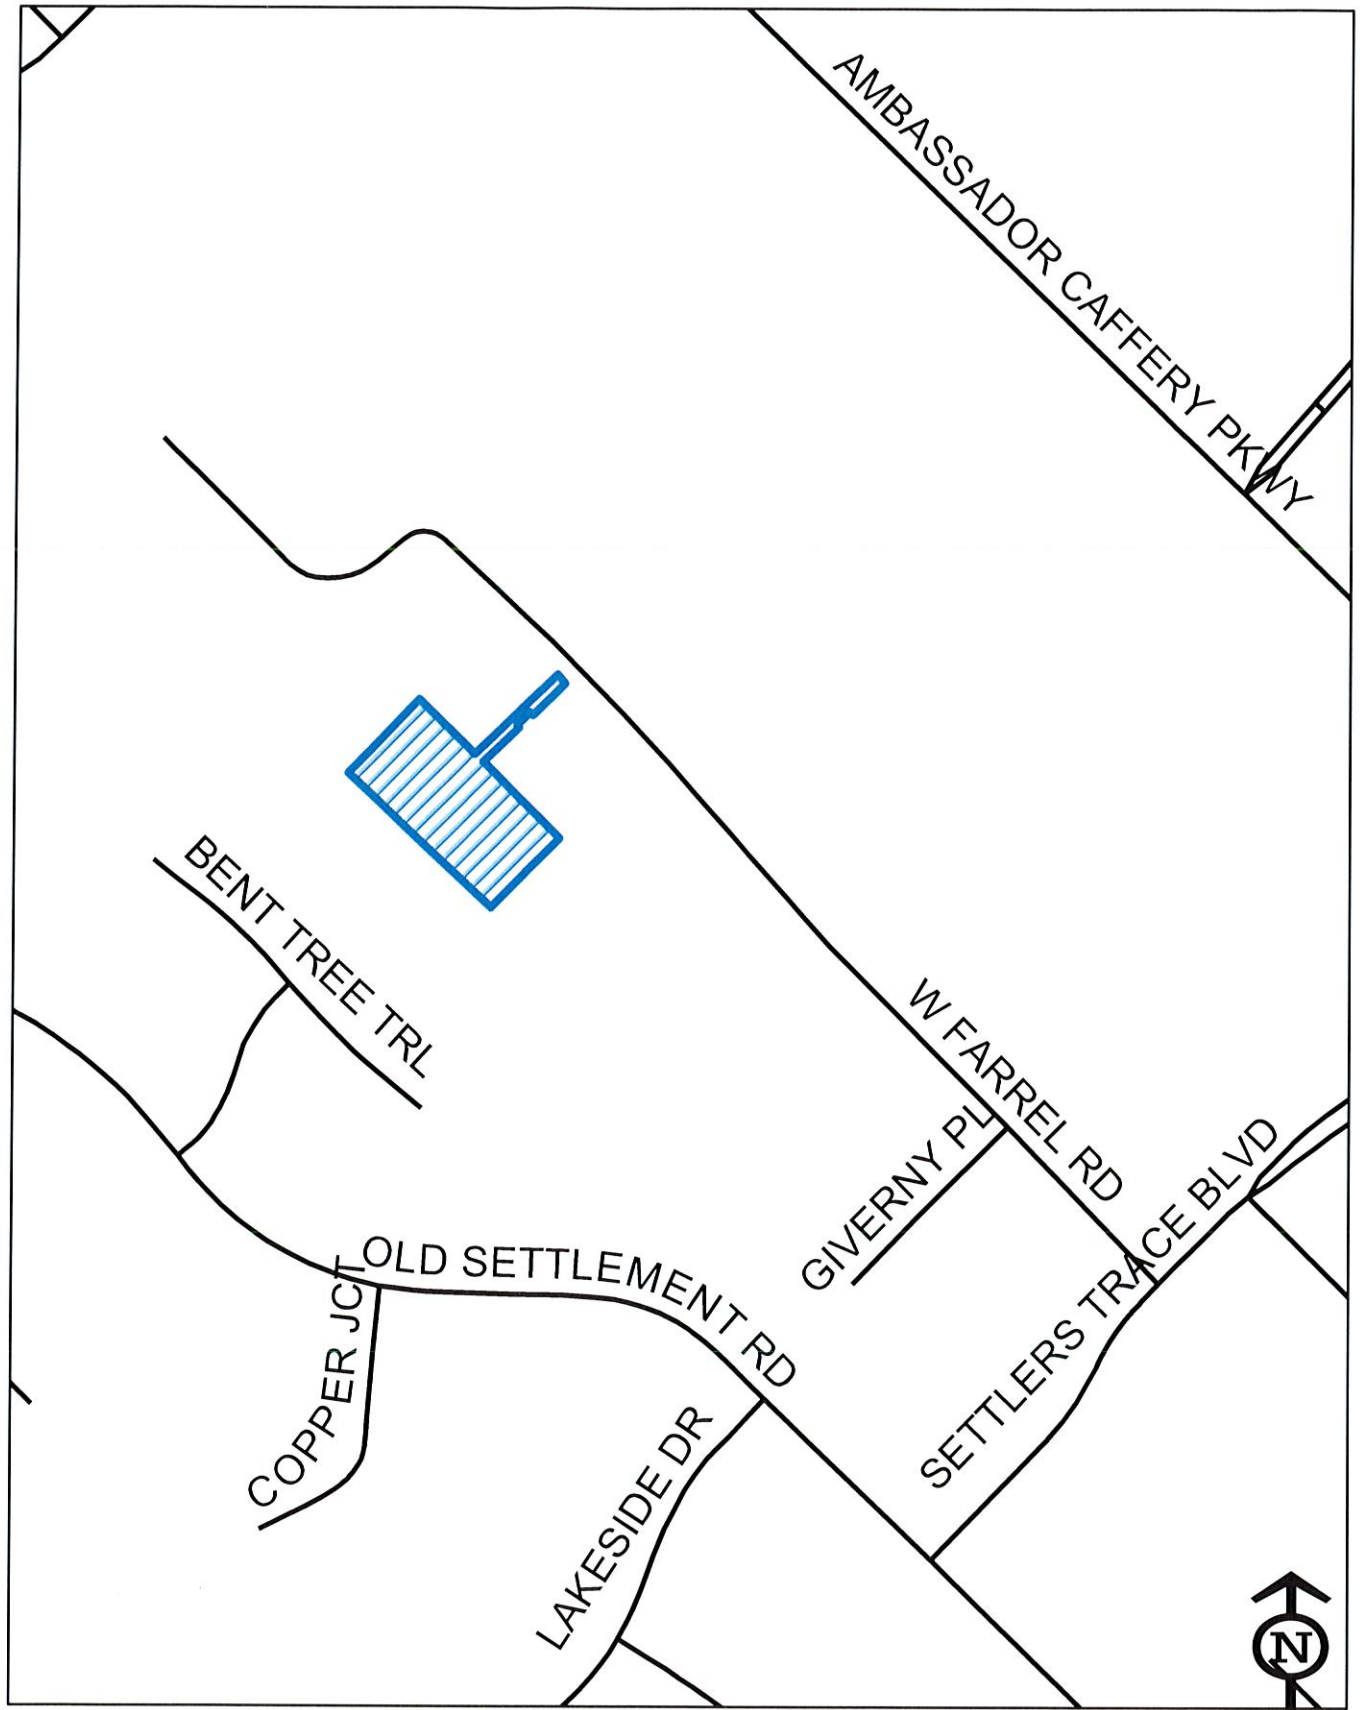 AMBASSADOR CAFFERY PKWY
BENT TREE TRL
W FARREL RD
GIVERNY PL
SETTLERS TRACE BLVD
OLD SETTLEMENT RD
COPPER JCT
LAKESIDE DR
N